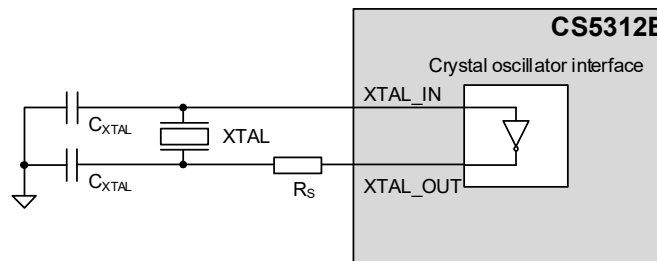 CS5312E
Crystal oscillator interface
XTAL_IN
CXTAL
XTAL
CXTAL
RS
XTAL_OUT